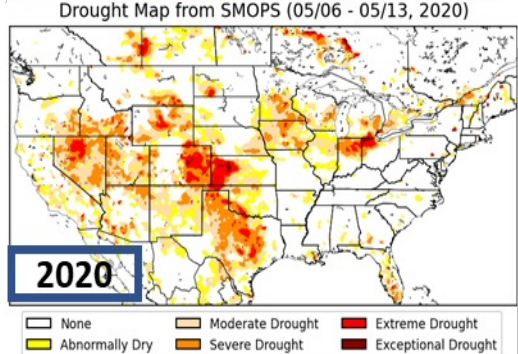 Drought Map from SMOPS (05/06 - 05/13, 2020)
2020
None Moderate Drought Extreme Drought
Abnormally Dry Severe Drought Exceptional Drought